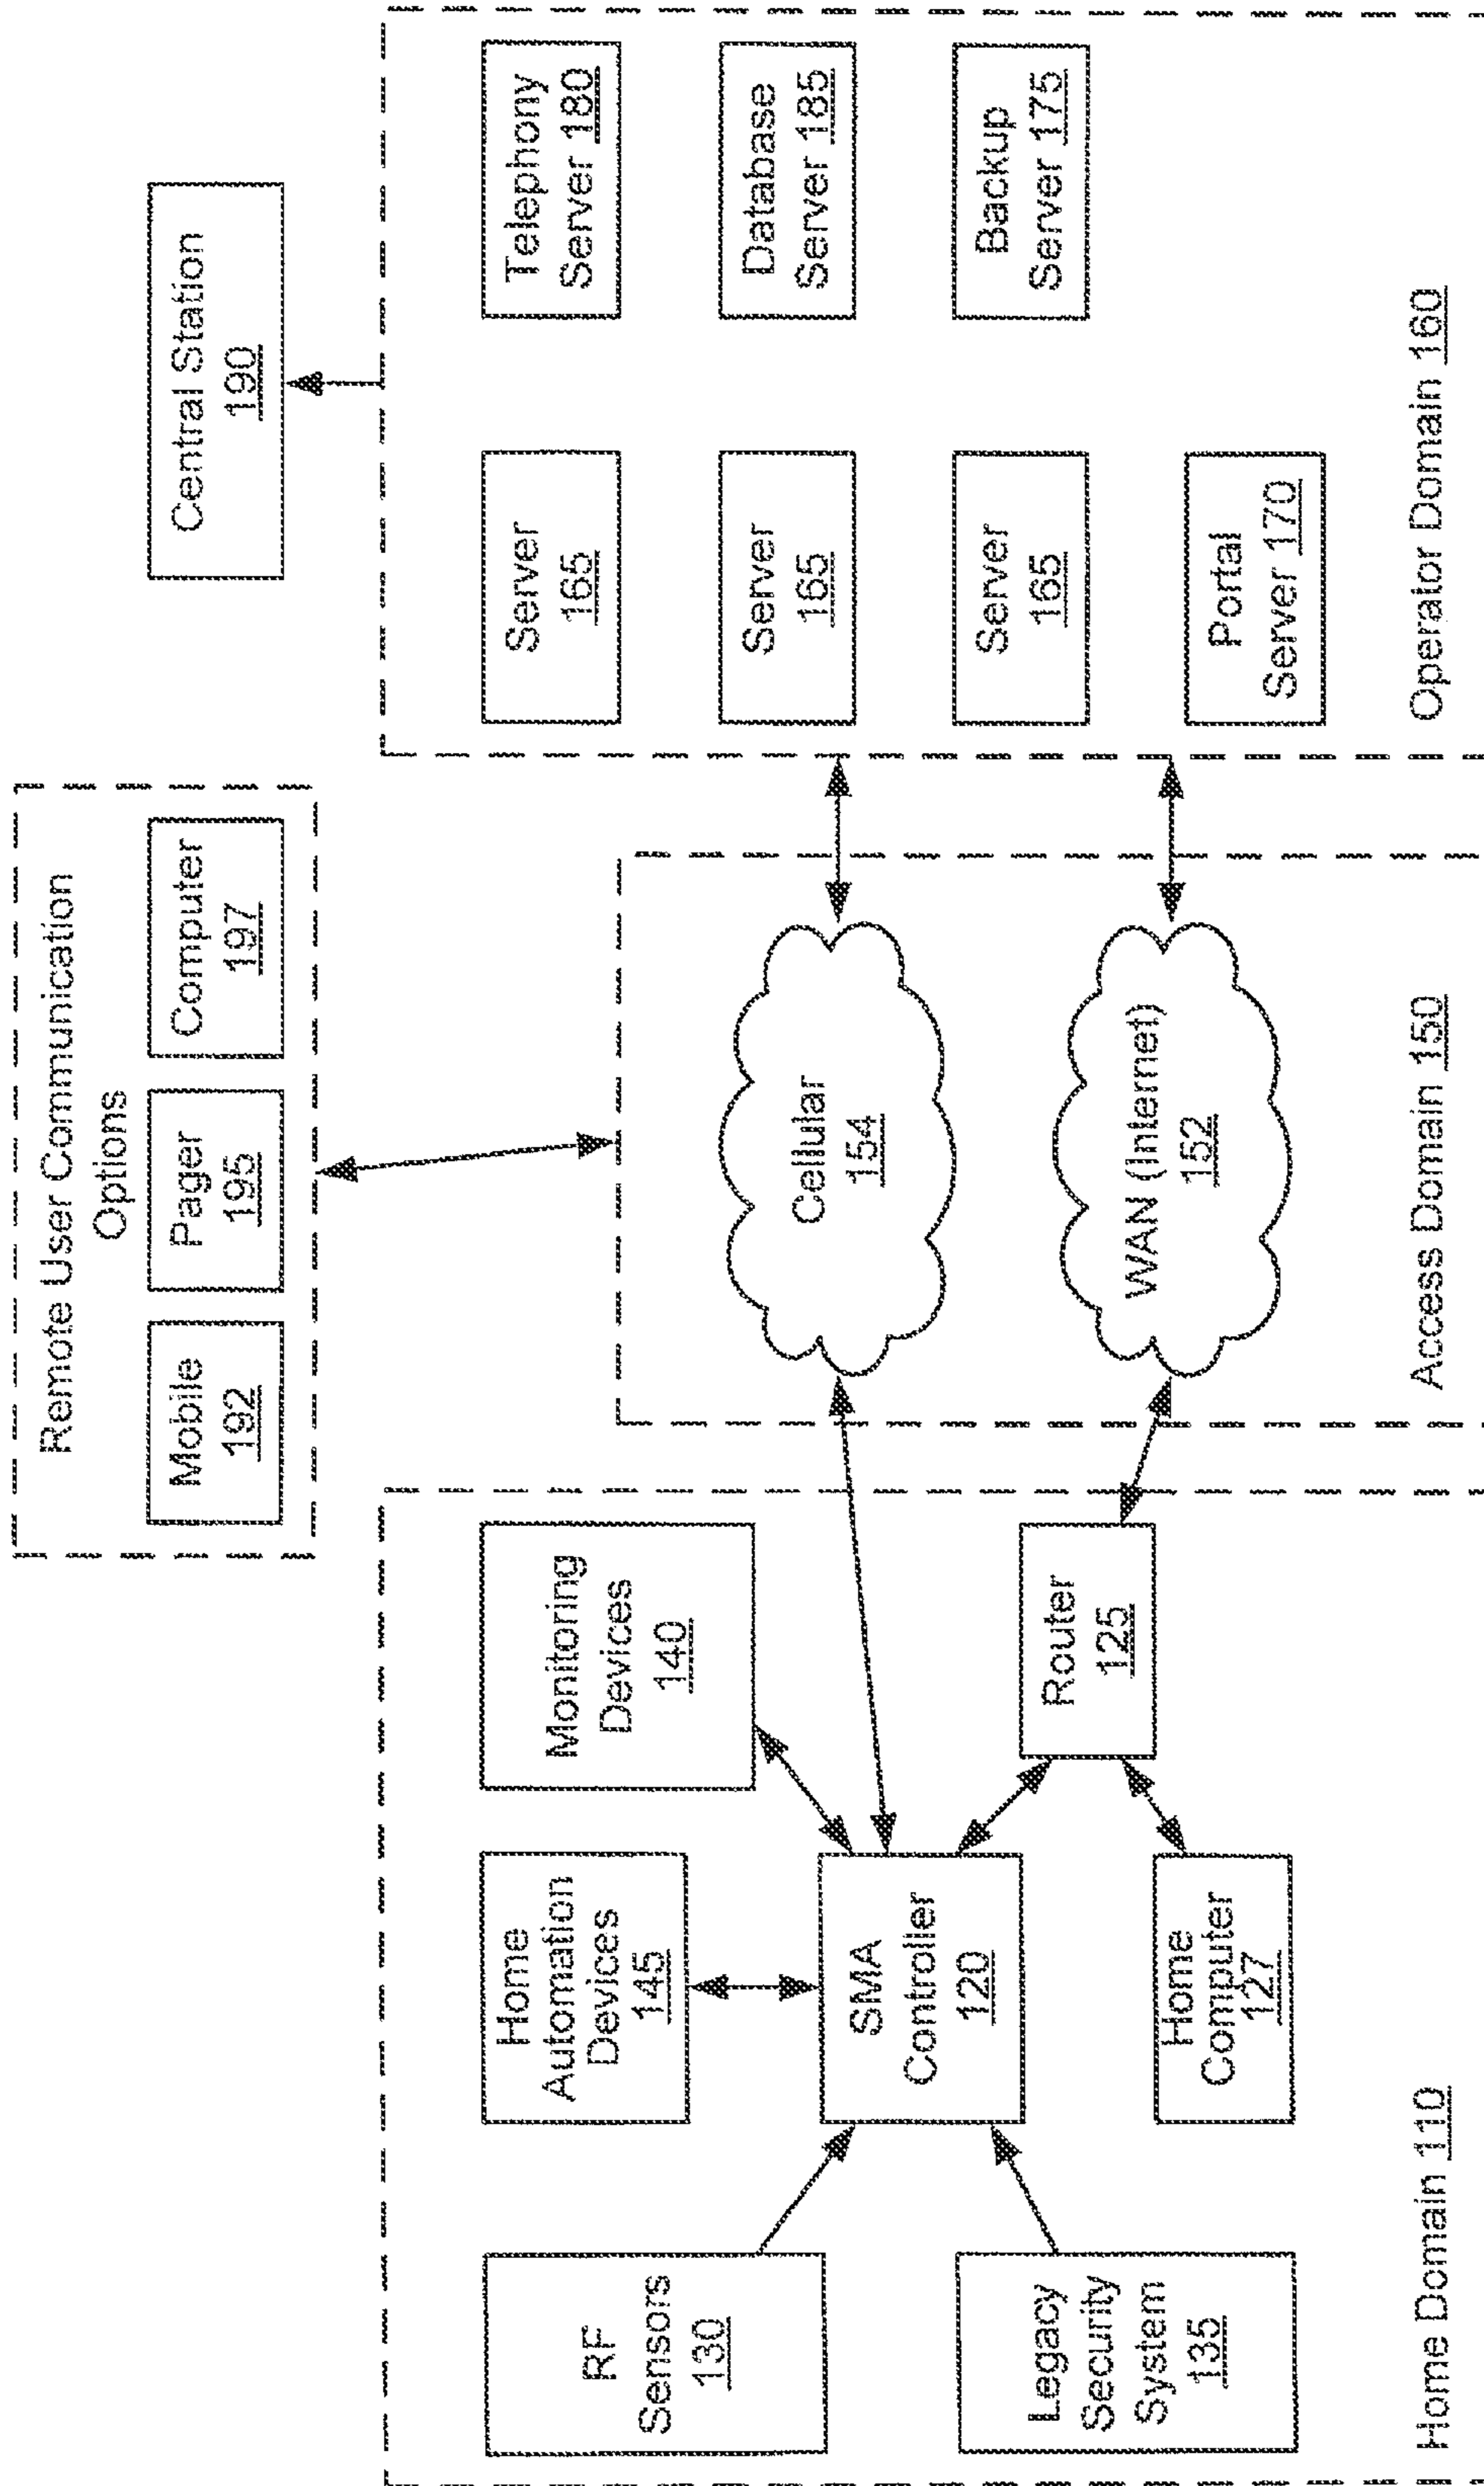 Remote User Communication
Options
Mobile
192
Pager
195
Computer
197
Central Station
190
RF
Sensors
130
Legacy
Security
System
135
Home
Automation
Devices
145
SMA
Controller
120
Home
Computer
127
Monitoring
Devices
140
Router
125
Home Domain 110
Cellular
154
WAN (Internet)
152
Access Domain 150
Server
165
Server
165
Server
165
Portal
Server 170
Telephony
Server 180
Database
Server 185
Backup
Server 175
Operator Domain 160